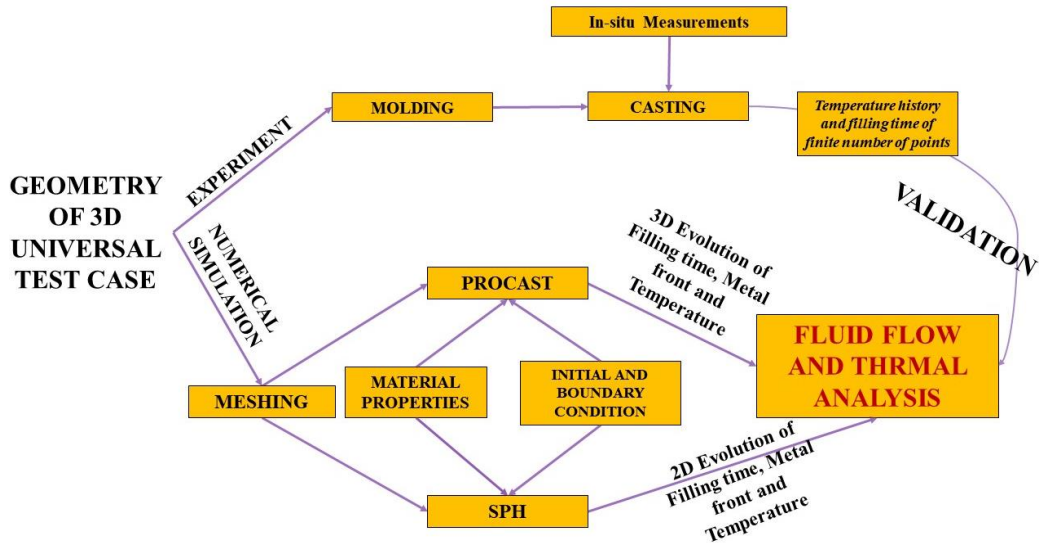 In-situ Measurements
MOLDING
CASTING
Temperature history
and filling time of
finite number of points
EXPERIMENT
GEOMETRY
OF 3D
UNIVERSAL
TEST CASE
NUMERICAL
SIMULATION
VALIDATION
3D Evolution of
Filling time, Metal
front and
Temperature
PROCAST
MESHING
MATERIAL
PROPERTIES
INITIAL AND
BOUNDARY
CONDITION
FLUID FLOW
AND THRMAL
ANALYSIS
2D Evolution of
Filling time, Metal
front and
Temperature
SPH